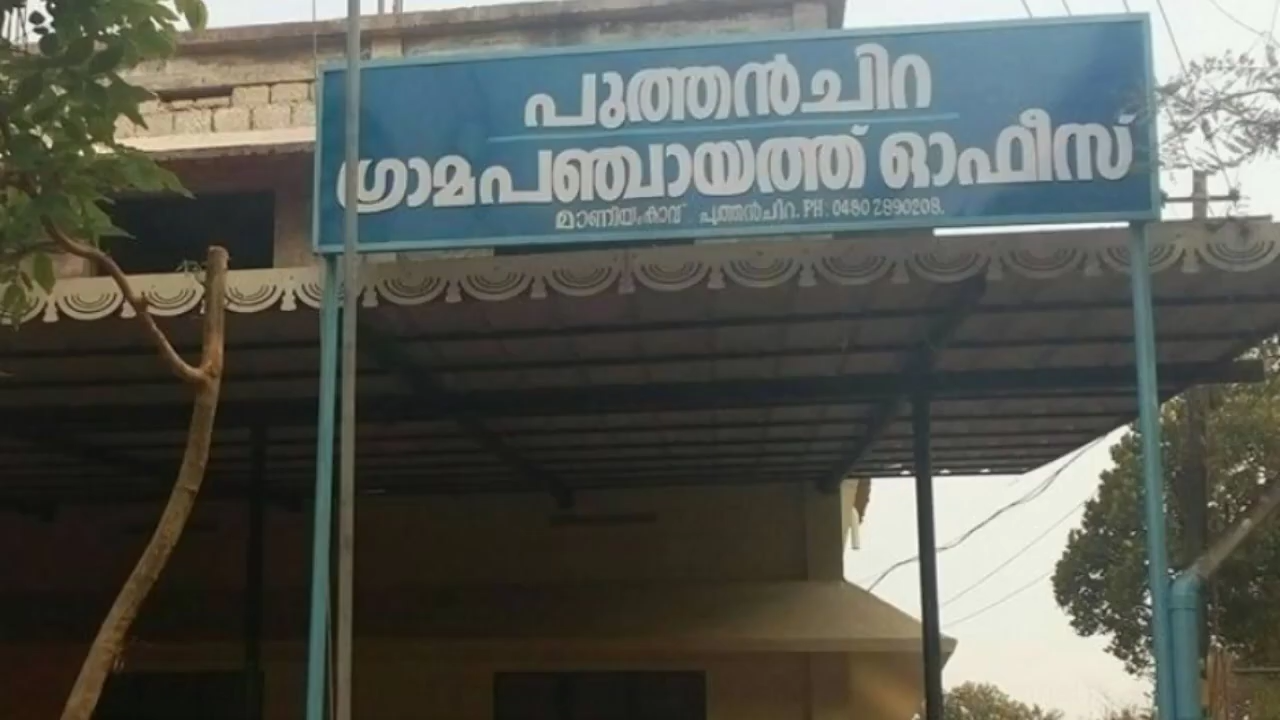 പുത്തൻചിറ
ഗ്രാമപഞ്ചായത്ത് ഓഫീസ്
മാണിയംകാവ് പുത്തൻചിറ. PH: 0480 2890208.